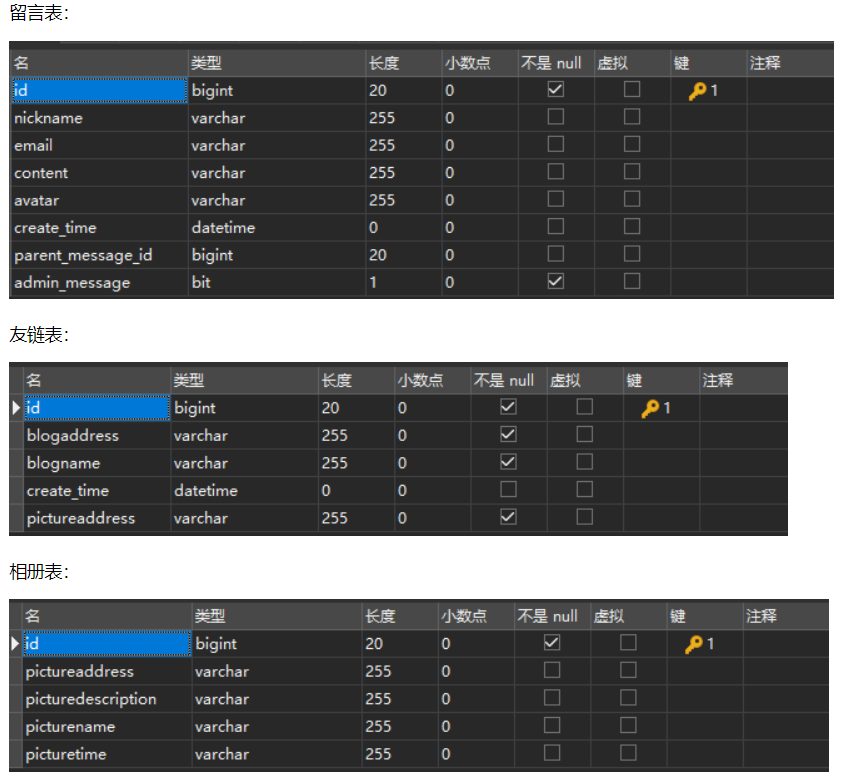 留言表：
名 类型 长度 小数点 不是 null 虚拟 键 注释
id bigint 20 0 1
nickname varchar 255 0
email varchar 255 0
content varchar 255 0
avatar varchar 255 0
create_time datetime 0 0
parent_message_id bigint 20 0
admin_message bit 1 0
友链表：
名 类型 长度 小数点 不是 null 虚拟 键 注释
id bigint 20 0 1
blogaddress varchar 255 0
blogname varchar 255 0
create_time datetime 0 0
pictureaddress varchar 255 0
相册表：
名 类型 长度 小数点 不是 null 虚拟 键 注释
id bigint 20 0 1
pictureaddress varchar 255 0
picturedescription varchar 255 0
picturename varchar 255 0
picturetime varchar 255 0